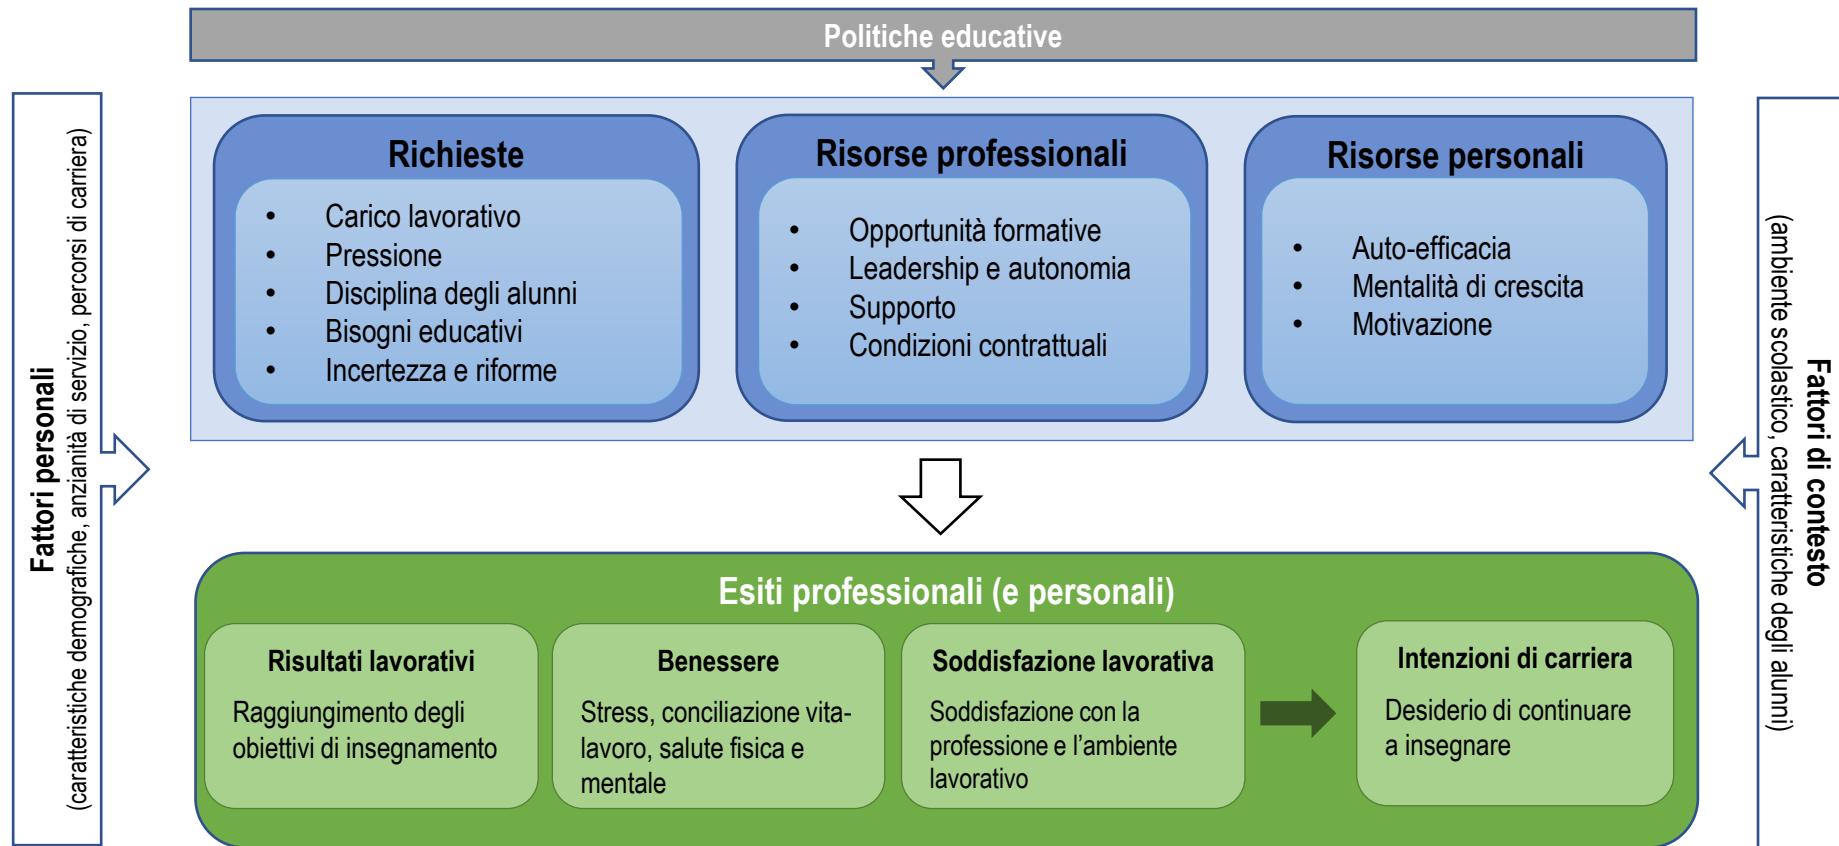 Politiche educative
Fattori personali
(caratteristiche demografiche, anzianità di servizio, percorsi di carriera)
Richieste
• Carico lavorativo
• Pressione
• Disciplina degli alunni
• Bisogni educativi
• Incertezza e riforme
Risorse professionali
• Opportunità formative
• Leadership e autonomia
• Supporto
• Condizioni contrattuali
Risorse personali
• Auto-efficacia
• Mentalità di crescita
• Motivazione
Fattori di contesto
(ambiente scolastico, caratteristiche degli alunni)
Esiti professionali (e personali)
Risultati lavorativi
Raggiungimento degli
obiettivi di insegnamento
Benessere
Stress, conciliazione vita-
lavoro, salute fisica e
mentale
Soddisfazione lavorativa
Soddisfazione con la
professione e l'ambiente
lavorativo
Intenzioni di carriera
Desiderio di continuare
a insegnare